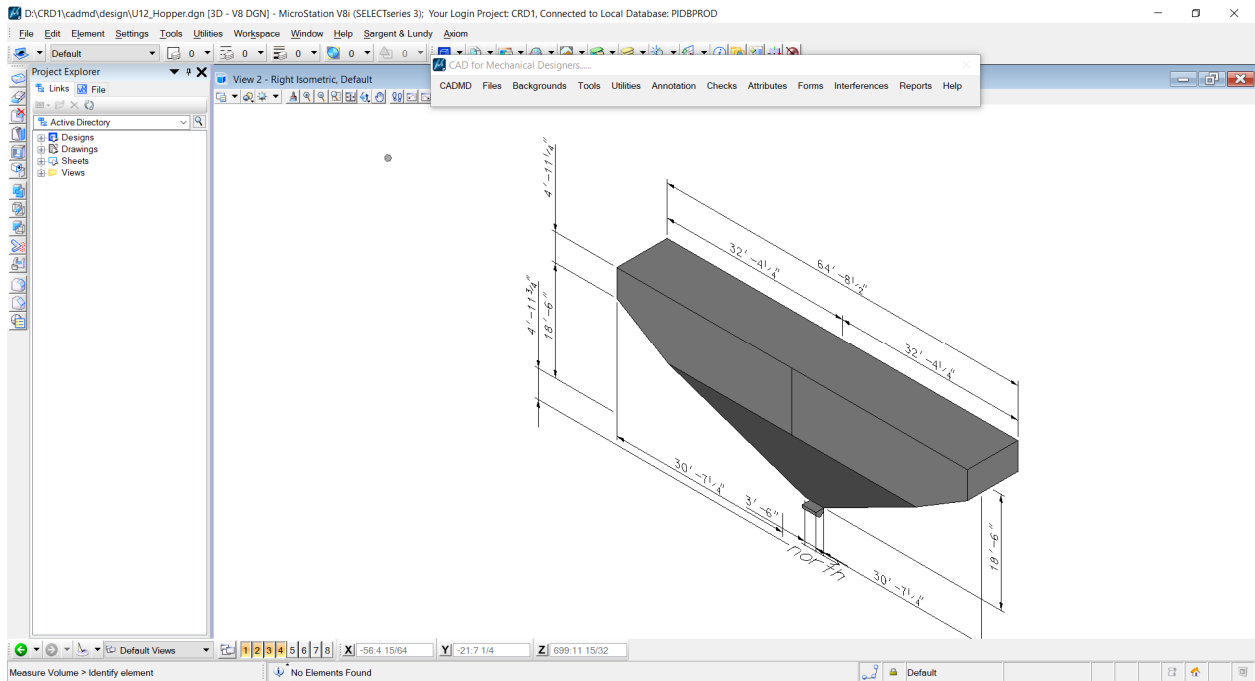 D:\CRD1\cadmd\design\U12_Hopper.dgn [3D - V8 DGN] - MicroStation V8i (SELECTseries 3); Your Login Project: CRD1, Connected to Local Database: PIDBPROD
File Edit Element Settings Tools Utilities Workspace Window Help Sargent & Lundy Axiom
Default 0 0 0 0 0
CAD for Mechanical Designers.....
CADMD Files Backgrounds Tools Utilities Annotation Checks Attributes Forms Interferences Reports Help
Project Explorer
Links File
Active Directory
Designs
Drawings
Sheets
Views
View 2 - Right Isometric, Default
4'-11 1/4"
32'-4 1/4"
64'-8 1/2"
4'-11 3/4"
18'-6"
32'-4 1/4"
30'-7 1/4"
3'-6"
north
30'-7 1/4"
18'-6"
Default Views 1 2 3 4 5 6 7 8 X -56:4 15/64 Y -21:7 1/4 Z 699:11 15/32
Measure Volume > Identify element No Elements Found Default